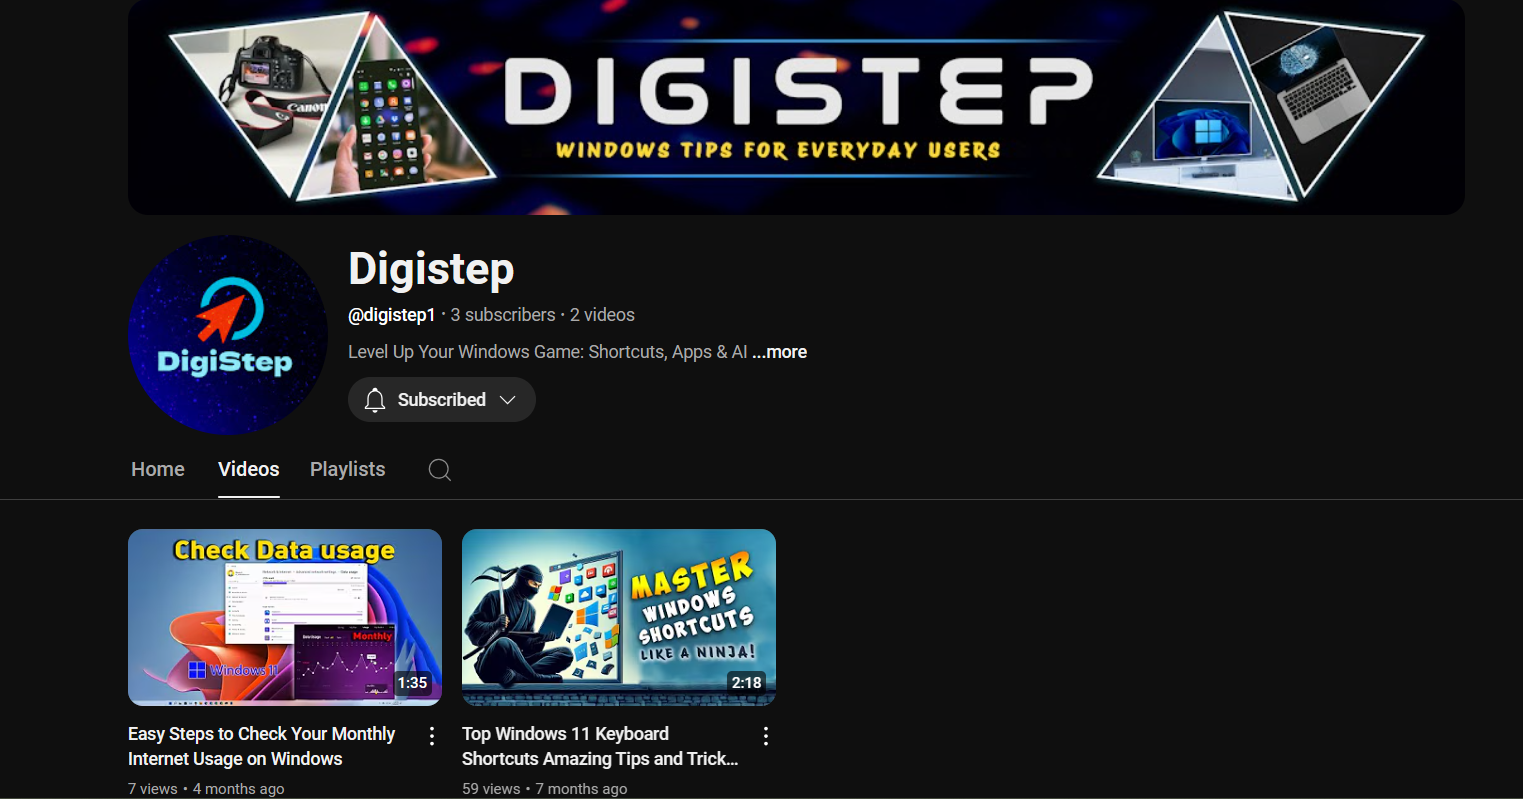 Canon
DIGISTEP
WINDOWS TIPS FOR EVERYDAY USERS
DigiStep
Digistep
@digistep1 • 3 subscribers • 2 videos
Level Up Your Windows Game: Shortcuts, Apps & AI ...more
Subscribed
Home Videos Playlists
Check Data usage
Data Usage
Monthly
Windows 11
1:35
MASTER
WINDOWS
SHORTCUTS
LIKE A NINJA!
2:18
Easy Steps to Check Your Monthly
Internet Usage on Windows
7 views • 4 months ago
Top Windows 11 Keyboard
Shortcuts Amazing Tips and Trick...
59 views • 7 months ago